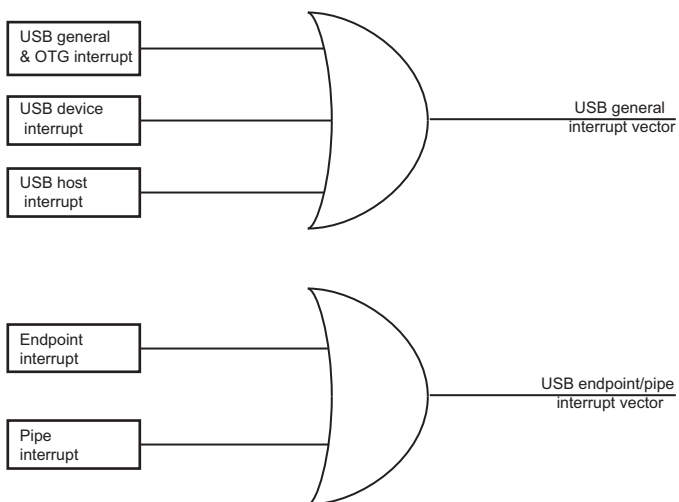 USB general
& OTG interrupt
USB device
interrupt
USB host
interrupt
USB general
interrupt vector
Endpoint
interrupt
Pipe
interrupt
USB endpoint/pipe
interrupt vector